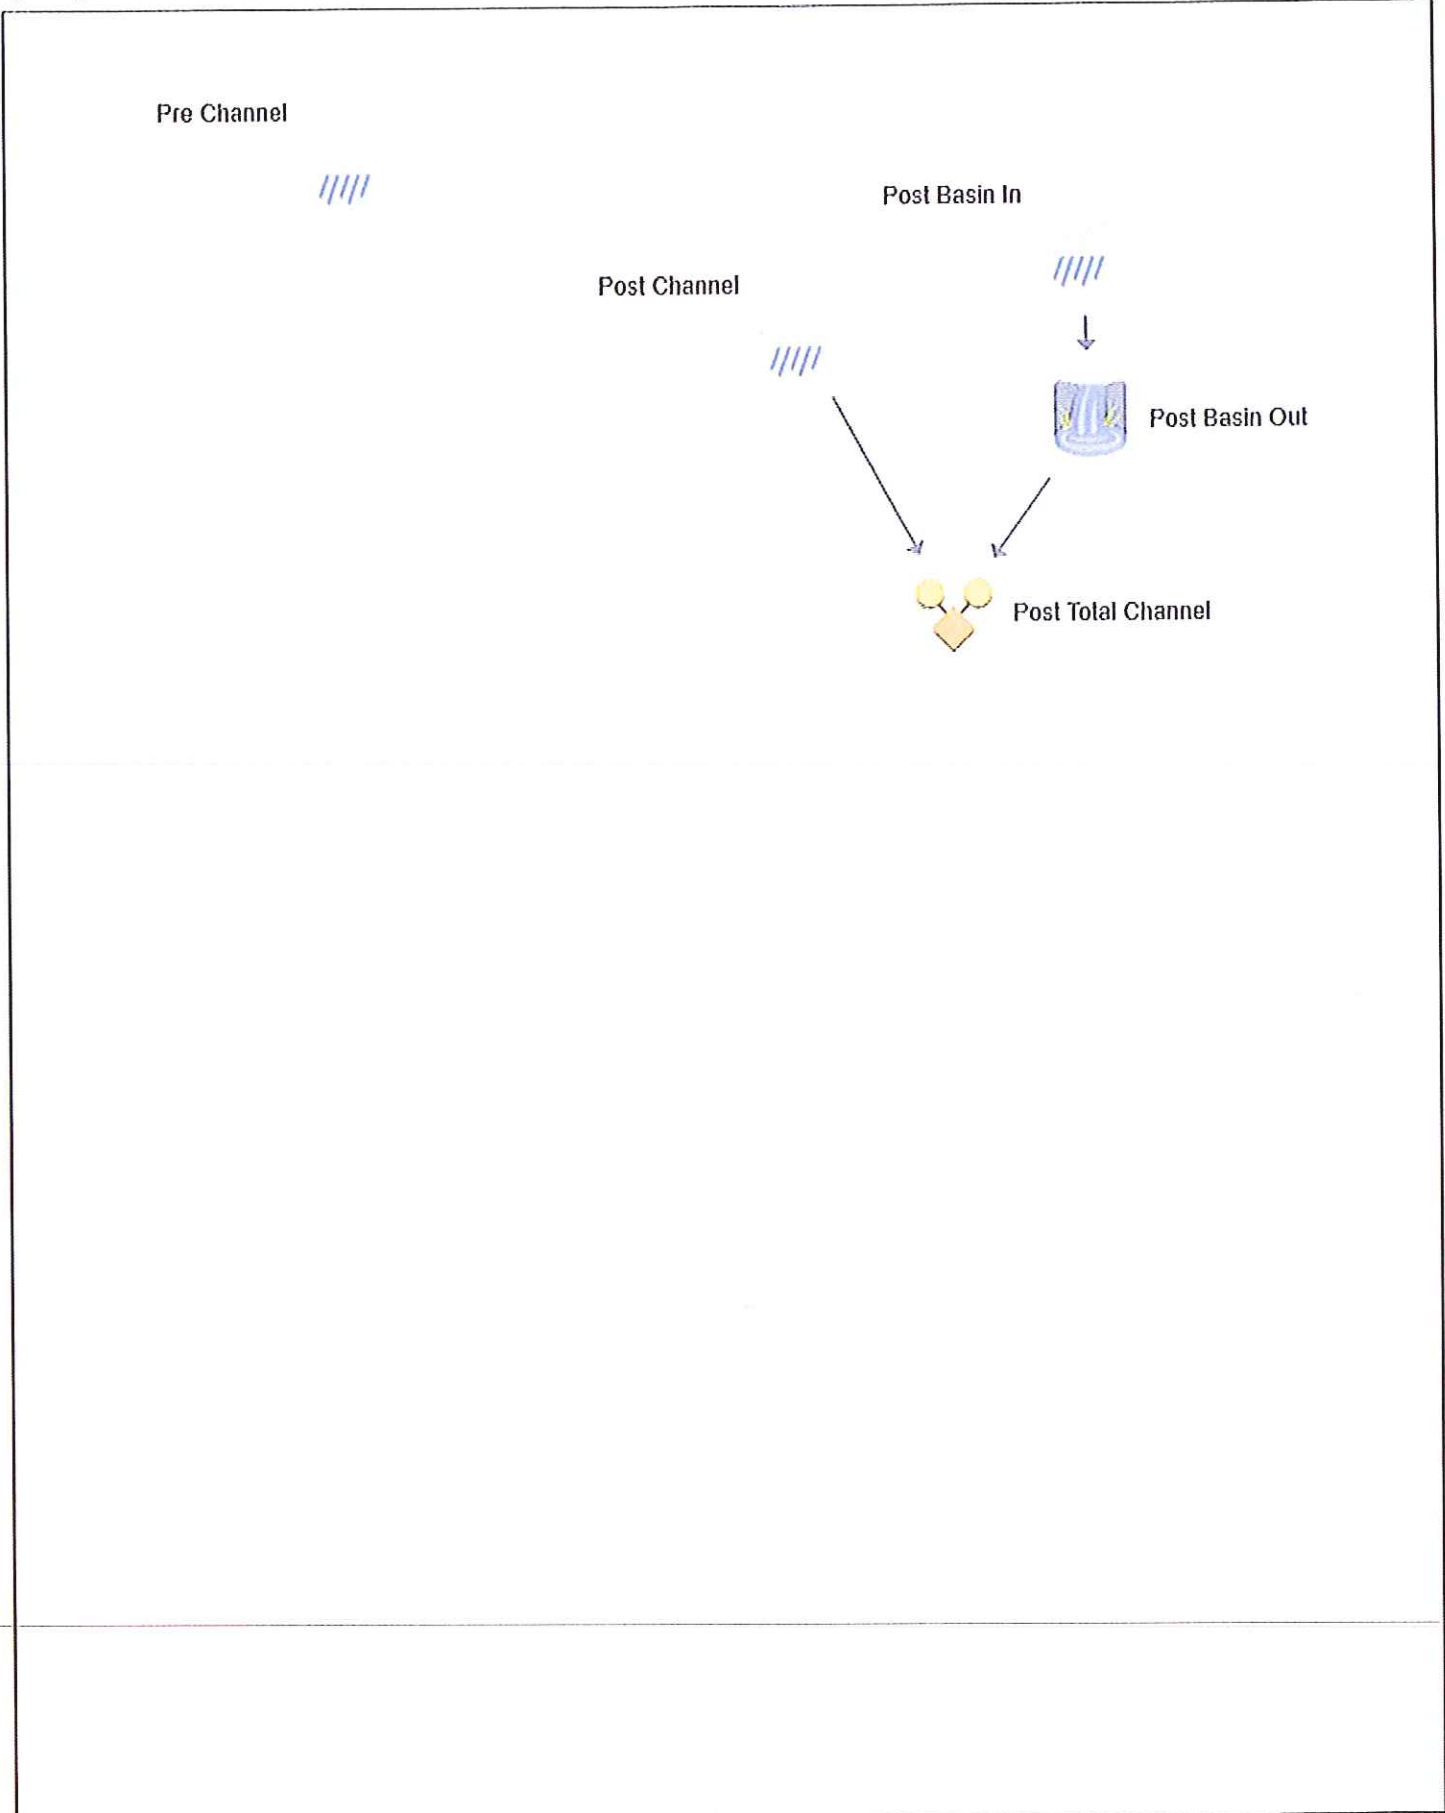 Pre Channel
Post Basin In
Post Channel
Post Basin Out
Post Total Channel